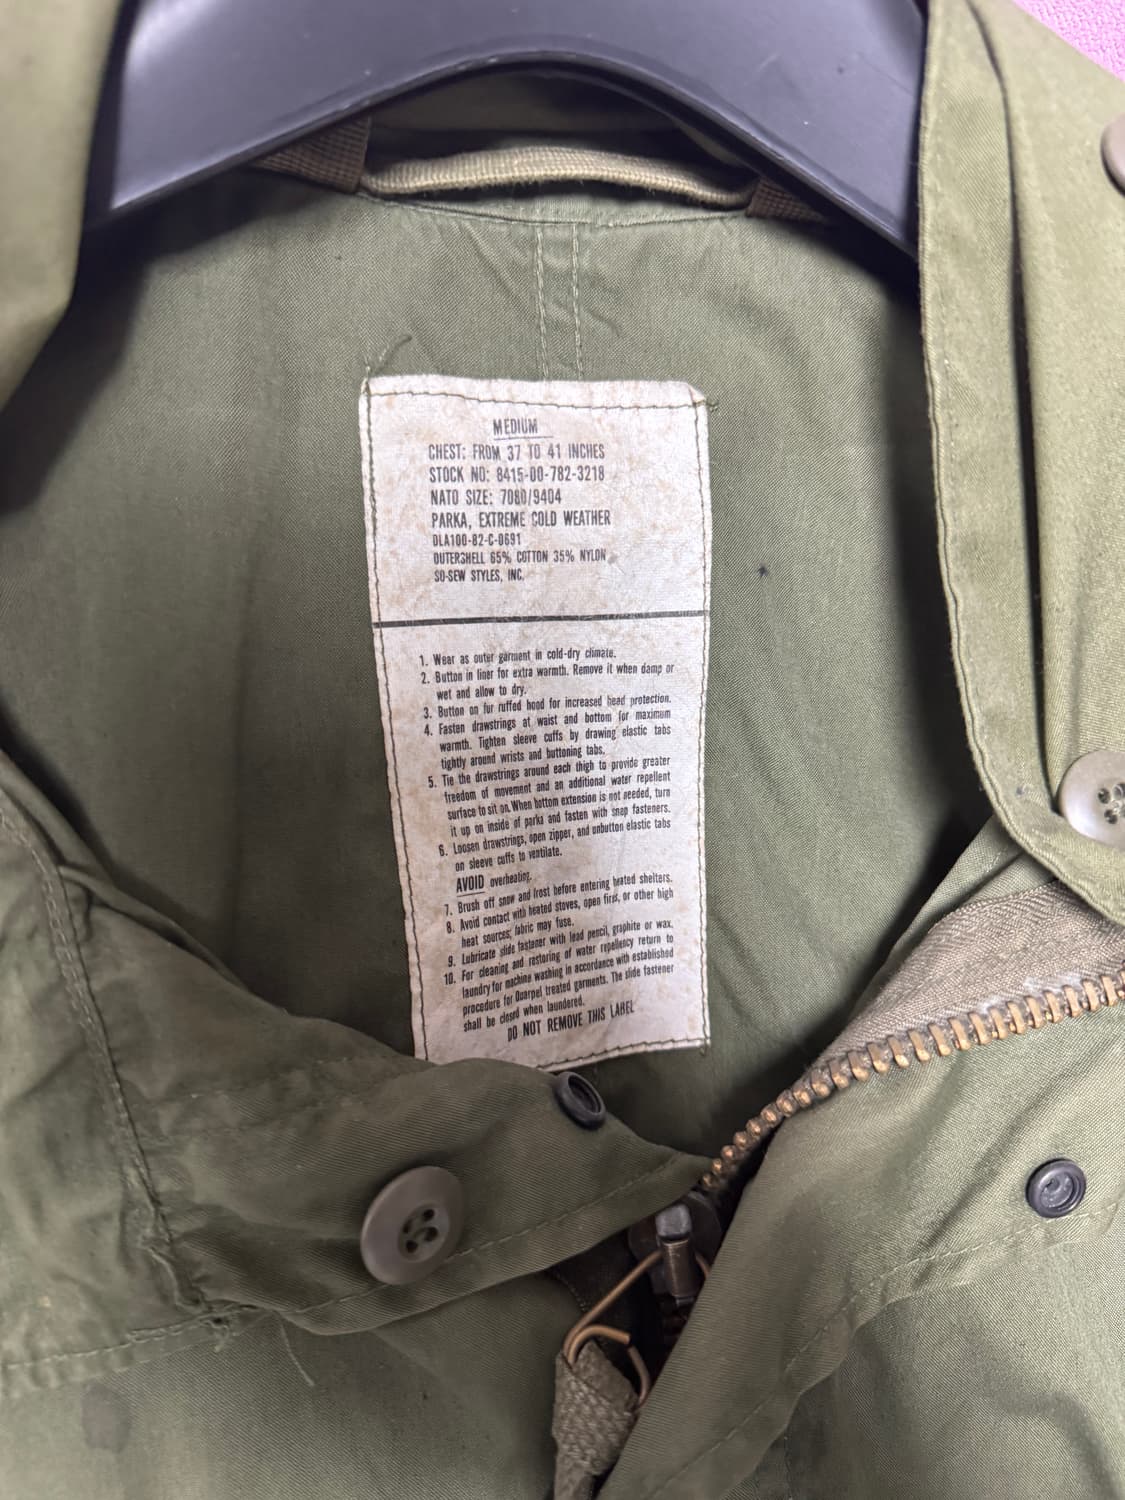 MEDIUM
CHEST: FROM 37 TO 41 INCHES
STOCK NO: 8415-00-782-3218
NATO SIZE: 7080/9404
PARKA, EXTREME COLD WEATHER
DLA100-82-C-0691
OUTERSHELL 65% COTTON 35% NYLON
SO-SEW STYLES, INC.
1. Wear as outer garment in cold-dry climate.
2. Button in liner for extra warmth. Remove it when damp or
wet and allow to dry.
3. Button on fur ruffed hood for increased head protection.
4. Fasten drawstrings at waist and bottom for maximum
warmth. Tighten sleeve cuffs by drawing elastic tabs
tightly around wrists and buttoning tabs.
5. Tie the drawstrings around each thigh to provide greater
freedom of movement and an additional water repellent
surface to sit on. When bottom extension is not needed, turn
it up on inside of parka and fasten with snap fasteners.
6. Loosen drawstrings, open zipper, and unbutton elastic tabs
on sleeve cuffs to ventilate.
AVOID overheating.
7. Brush off snow and frost before entering heated shelters.
8. Avoid contact with heated stoves, open fires, or other high
heat sources; fabric may fuse.
9. Lubricate slide fastener with lead pencil, graphite or wax.
10. For cleaning and restoring of water repellency return to
laundry for machine washing in accordance with established
procedure for Quarpel treated garments. The slide fastener
shall be closed when laundered.
DO NOT REMOVE THIS LABEL